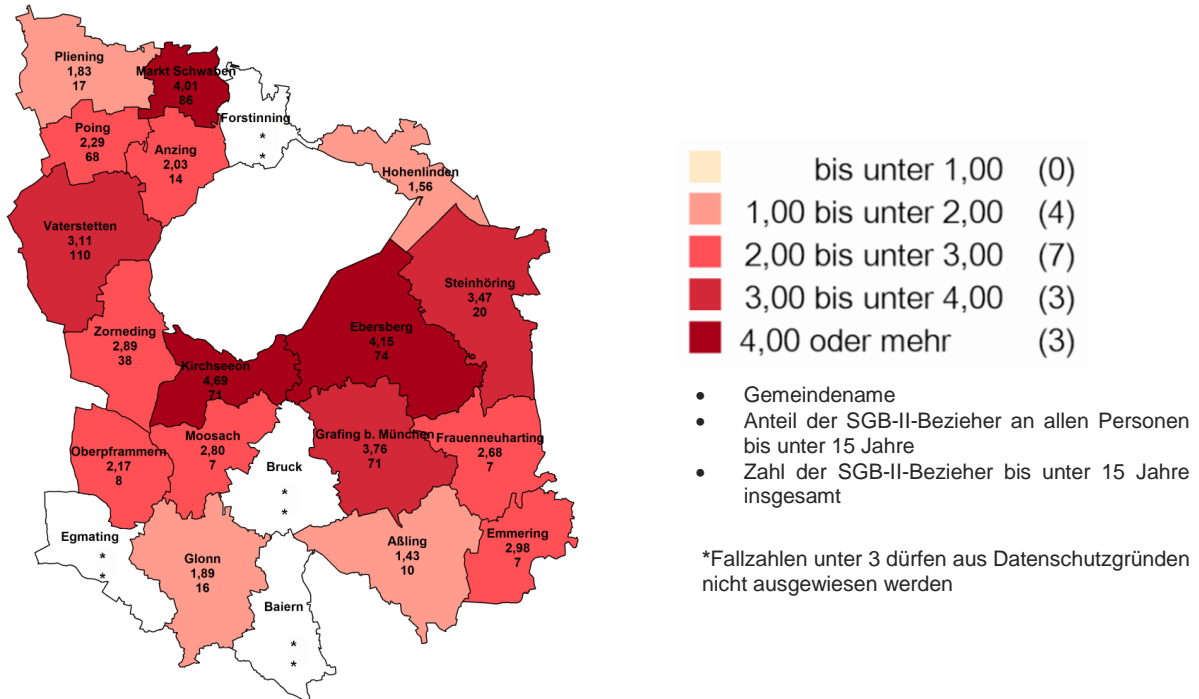 Pliening
1,83
17
Markt Schwaben
4,01
86
Forstinning
*
*
Poing
2,29
68
Anzing
2,03
14
Hohenlinden
1,56
7
Vaterstetten
3,11
110
Steinhöring
3,47
20
Zorneding
2,89
38
Ebersberg
4,15
74
Kirchseeon
4,69
71
Oberpframmern
2,17
8
Moosach
2,80
7
Bruck
*
*
Grafing b. München
3,76
71
Frauenneuharting
2,68
7
Egmating
*
*
Glonn
1,89
16
Baiern
*
*
Aßling
1,43
10
Emmering
2,98
7
bis unter 1,00 (0)
1,00 bis unter 2,00 (4)
2,00 bis unter 3,00 (7)
3,00 bis unter 4,00 (3)
4,00 oder mehr (3)
• Gemeindename
• Anteil der SGB-II-Bezieher an allen Personen
bis unter 15 Jahre
• Zahl der SGB-II-Bezieher bis unter 15 Jahre
insgesamt
*Fallzahlen unter 3 dürfen aus Datenschutzgründen
nicht ausgewiesen werden